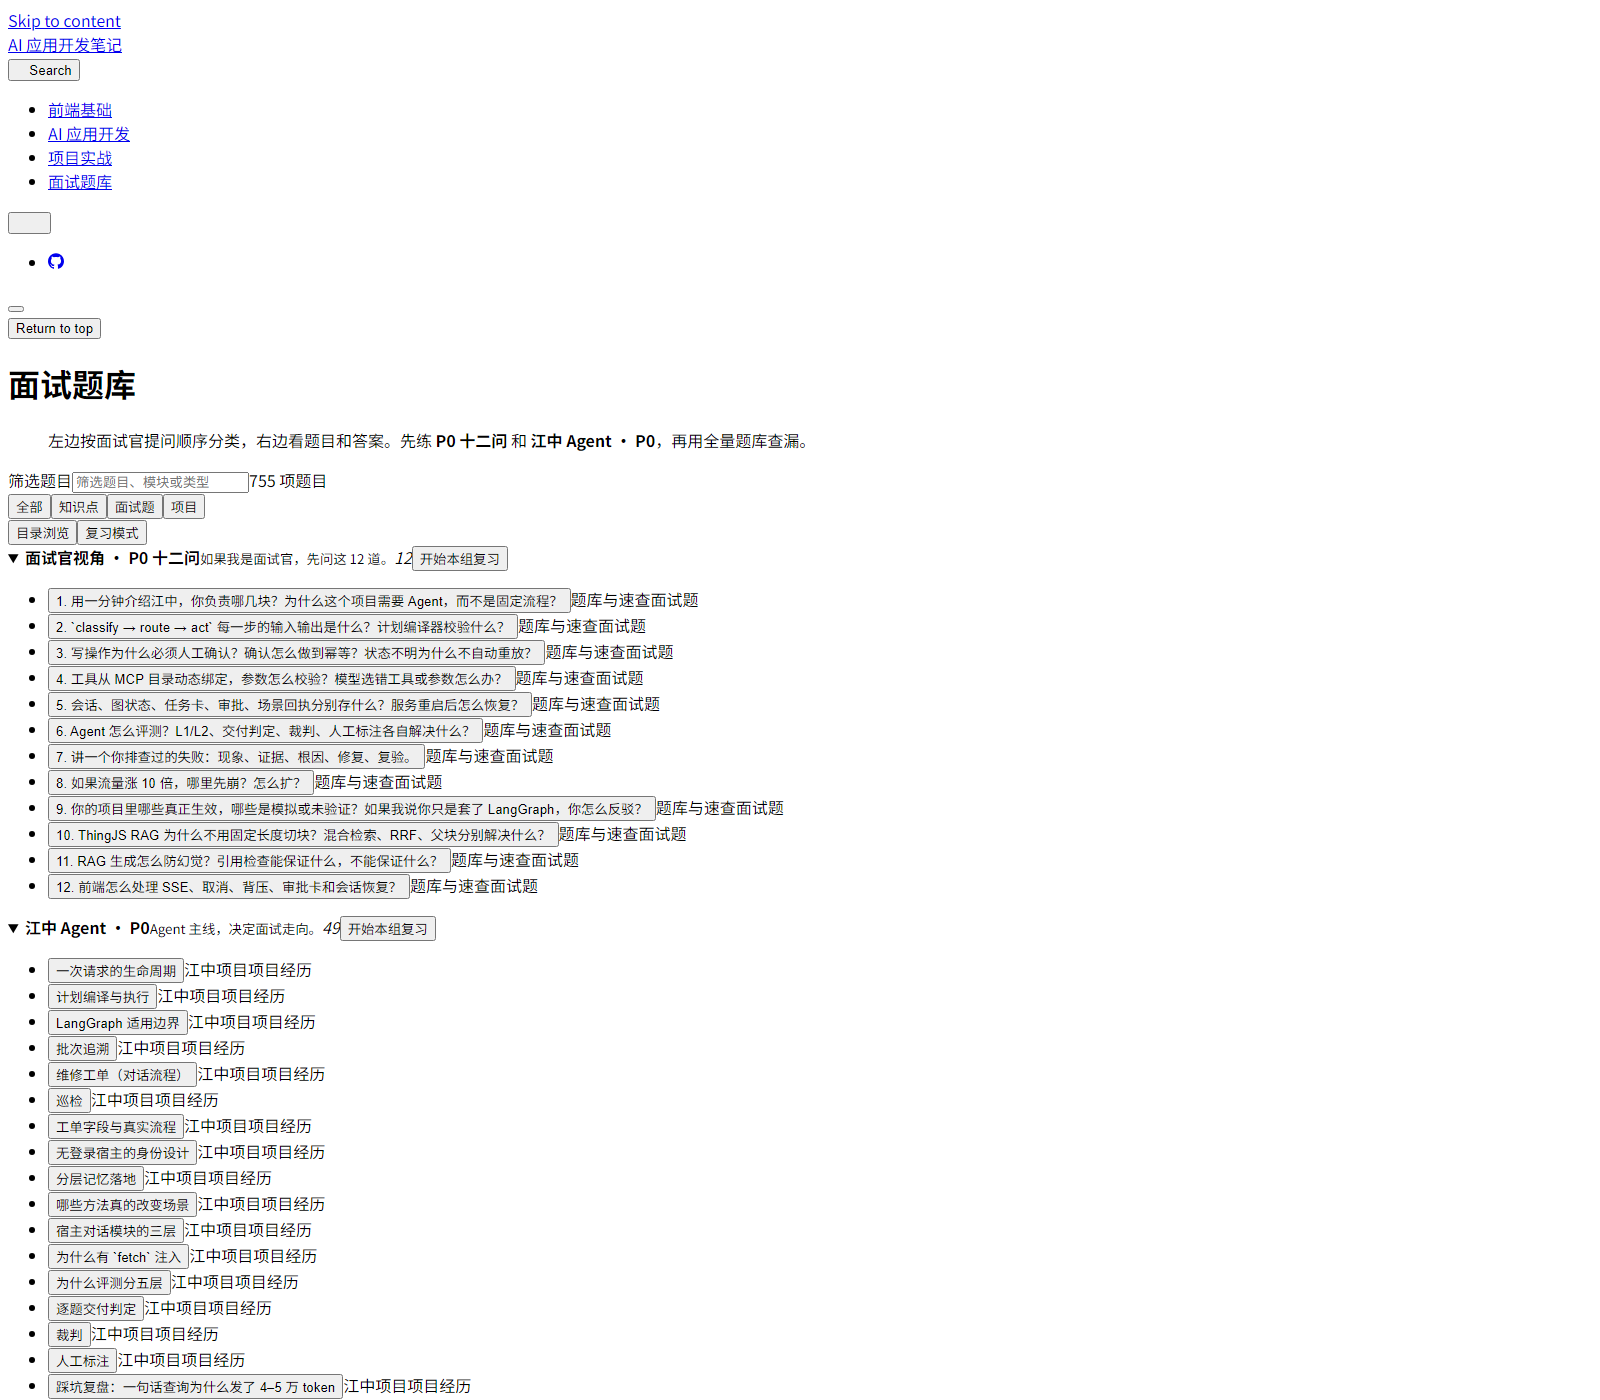 Skip to content
AI 应用开发笔记
Search
前端基础
AI 应用开发
项目实战
面试题库
Return to top
面试题库
左边按面试官提问顺序分类，右边看题目和答案。先练 P0 十二问 和 江中 Agent · P0，再用全量题库查漏。
筛选题目 筛选题目、模块或类型 755 项题目
全部 知识点 面试题 项目
目录浏览 复习模式
面试官视角 · P0 十二问如果我是面试官，先问这 12 道。12 开始本组复习
1. 用一分钟介绍江中，你负责哪几块？为什么这个项目需要 Agent，而不是固定流程？ 题库与速查面试题
2. `classify → route → act` 每一步的输入输出是什么？计划编译器校验什么？ 题库与速查面试题
3. 写操作为什么必须人工确认？确认怎么做到幂等？状态不明为什么不自动重放？ 题库与速查面试题
4. 工具从 MCP 目录动态绑定，参数怎么校验？模型选错工具或参数怎么办？ 题库与速查面试题
5. 会话、图状态、任务卡、审批、场景回执分别存什么？服务重启后怎么恢复？ 题库与速查面试题
6. Agent 怎么评测？L1/L2、交付判定、裁判、人工标注各自解决什么？ 题库与速查面试题
7. 讲一个你排查过的失败：现象、证据、根因、修复、复验。 题库与速查面试题
8. 如果流量涨 10 倍，哪里先崩？怎么扩？ 题库与速查面试题
9. 你的项目里哪些真正生效，哪些是模拟或未验证？如果我说你只是套了 LangGraph，你怎么反驳？ 题库与速查面试题
10. ThingJS RAG 为什么不用固定长度切块？混合检索、RRF、父块分别解决什么？ 题库与速查面试题
11. RAG 生成怎么防幻觉？引用检查能保证什么，不能保证什么？ 题库与速查面试题
12. 前端怎么处理 SSE、取消、背压、审批卡和会话恢复？ 题库与速查面试题
江中 Agent · P0Agent 主线，决定面试走向。49 开始本组复习
一次请求的生命周期 江中项目项目经历
计划编译与执行 江中项目项目经历
LangGraph 适用边界 江中项目项目经历
批次追溯 江中项目项目经历
维修工单（对话流程） 江中项目项目经历
巡检 江中项目项目经历
工单字段与真实流程 江中项目项目经历
无登录宿主的身份设计 江中项目项目经历
分层记忆落地 江中项目项目经历
哪些方法真的改变场景 江中项目项目经历
宿主对话模块的三层 江中项目项目经历
为什么有 `fetch` 注入 江中项目项目经历
为什么评测分五层 江中项目项目经历
逐题交付判定 江中项目项目经历
裁判 江中项目项目经历
人工标注 江中项目项目经历
踩坑复盘：一句话查询为什么发了 4–5 万 token 江中项目项目经历